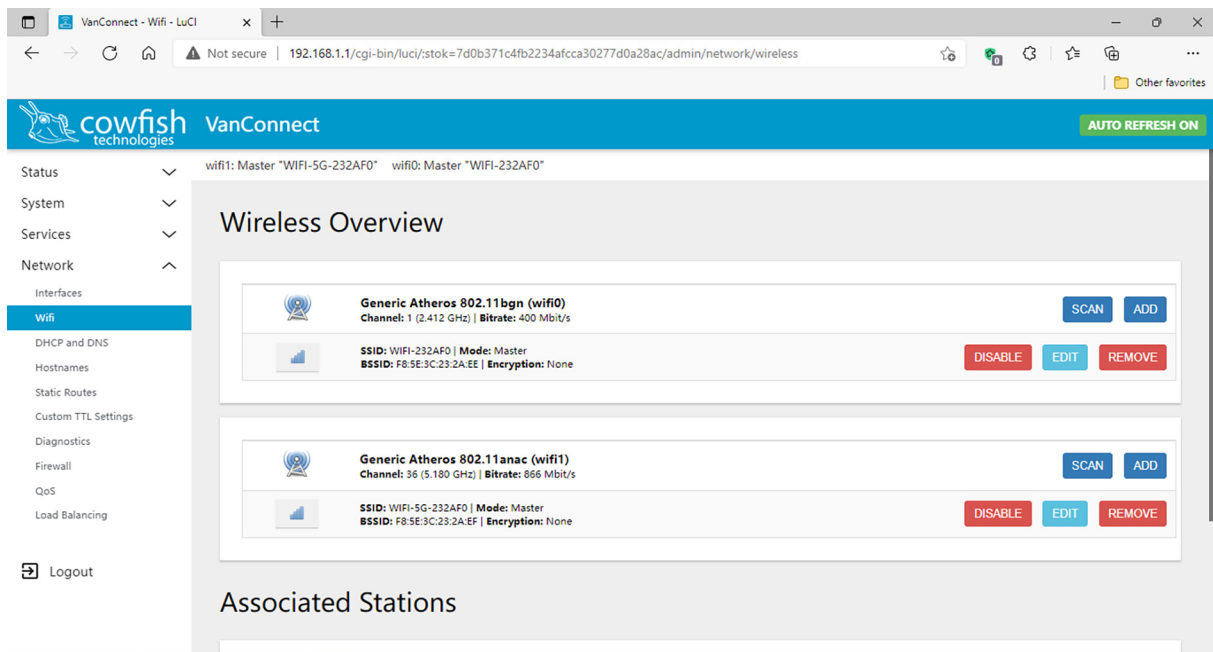 VanConnect - Wifi - LuCI
Not secure | 192.168.1.1/cgi-bin/luci/;stok=7d0b371c4fb2234afcca30277d0a28ac/admin/network/wireless
0
Other favorites
cowfish technologies
VanConnect
AUTO REFRESH ON
wifi1: Master "WIFI-5G-232AF0" wifi0: Master "WIFI-232AF0"
Status
System
Services
Network
Interfaces
Wifi
DHCP and DNS
Hostnames
Static Routes
Custom TTL Settings
Diagnostics
Firewall
QoS
Load Balancing
Logout
Wireless Overview
Generic Atheros 802.11bgn (wifi0)
Channel: 1 (2.412 GHz) | Bitrate: 400 Mbit/s
SCAN ADD
SSID: WIFI-232AF0 | Mode: Master
BSSID: F8:5E:3C:23:2A:EE | Encryption: None
DISABLE EDIT REMOVE
Generic Atheros 802.11anac (wifi1)
Channel: 36 (5.180 GHz) | Bitrate: 866 Mbit/s
SCAN ADD
SSID: WIFI-5G-232AF0 | Mode: Master
BSSID: F8:5E:3C:23:2A:EF | Encryption: None
DISABLE EDIT REMOVE
Associated Stations